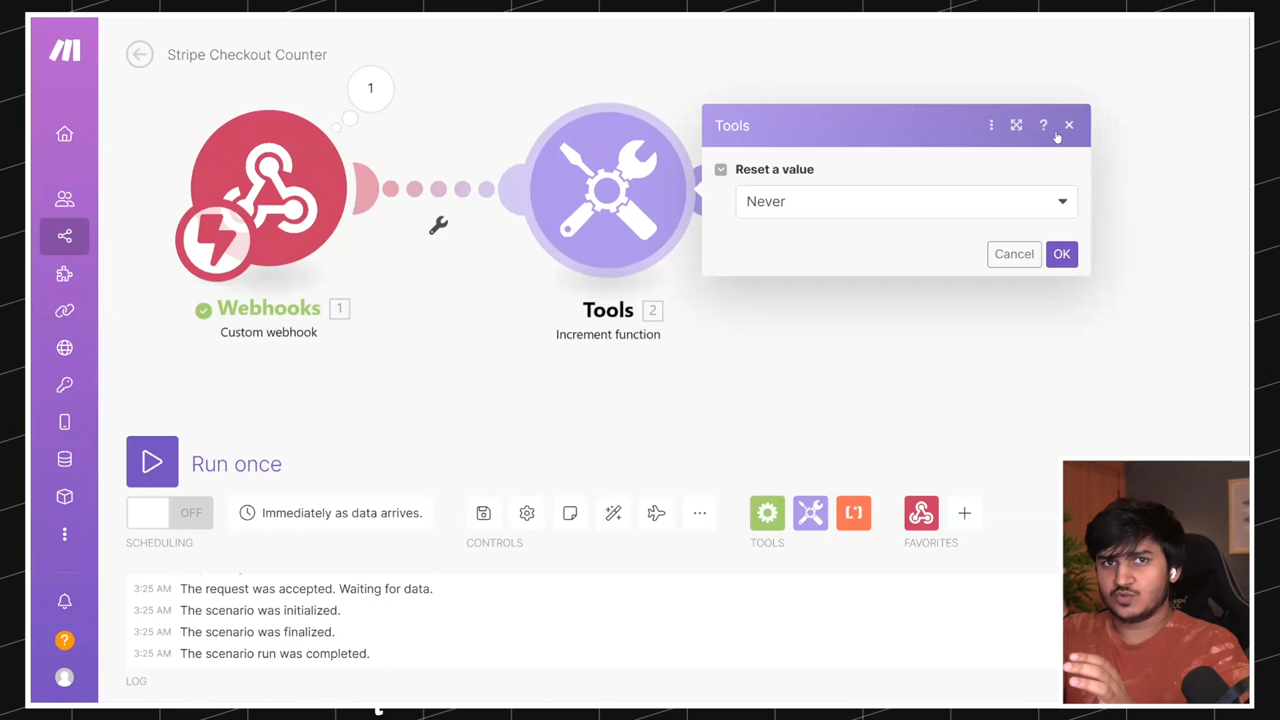 Stripe Checkout Counter
1
Tools
Reset a value
Never
Cancel
OK
Webhooks 1
Custom webhook
Tools 2
Increment function
Run once
OFF
Immediately as data arrives.
SCHEDULING
CONTROLS
TOOLS
FAVORITES
3:25 AM The request was accepted. Waiting for data.
3:25 AM The scenario was initialized.
3:25 AM The scenario was finalized.
3:25 AM The scenario run was completed.
LOG